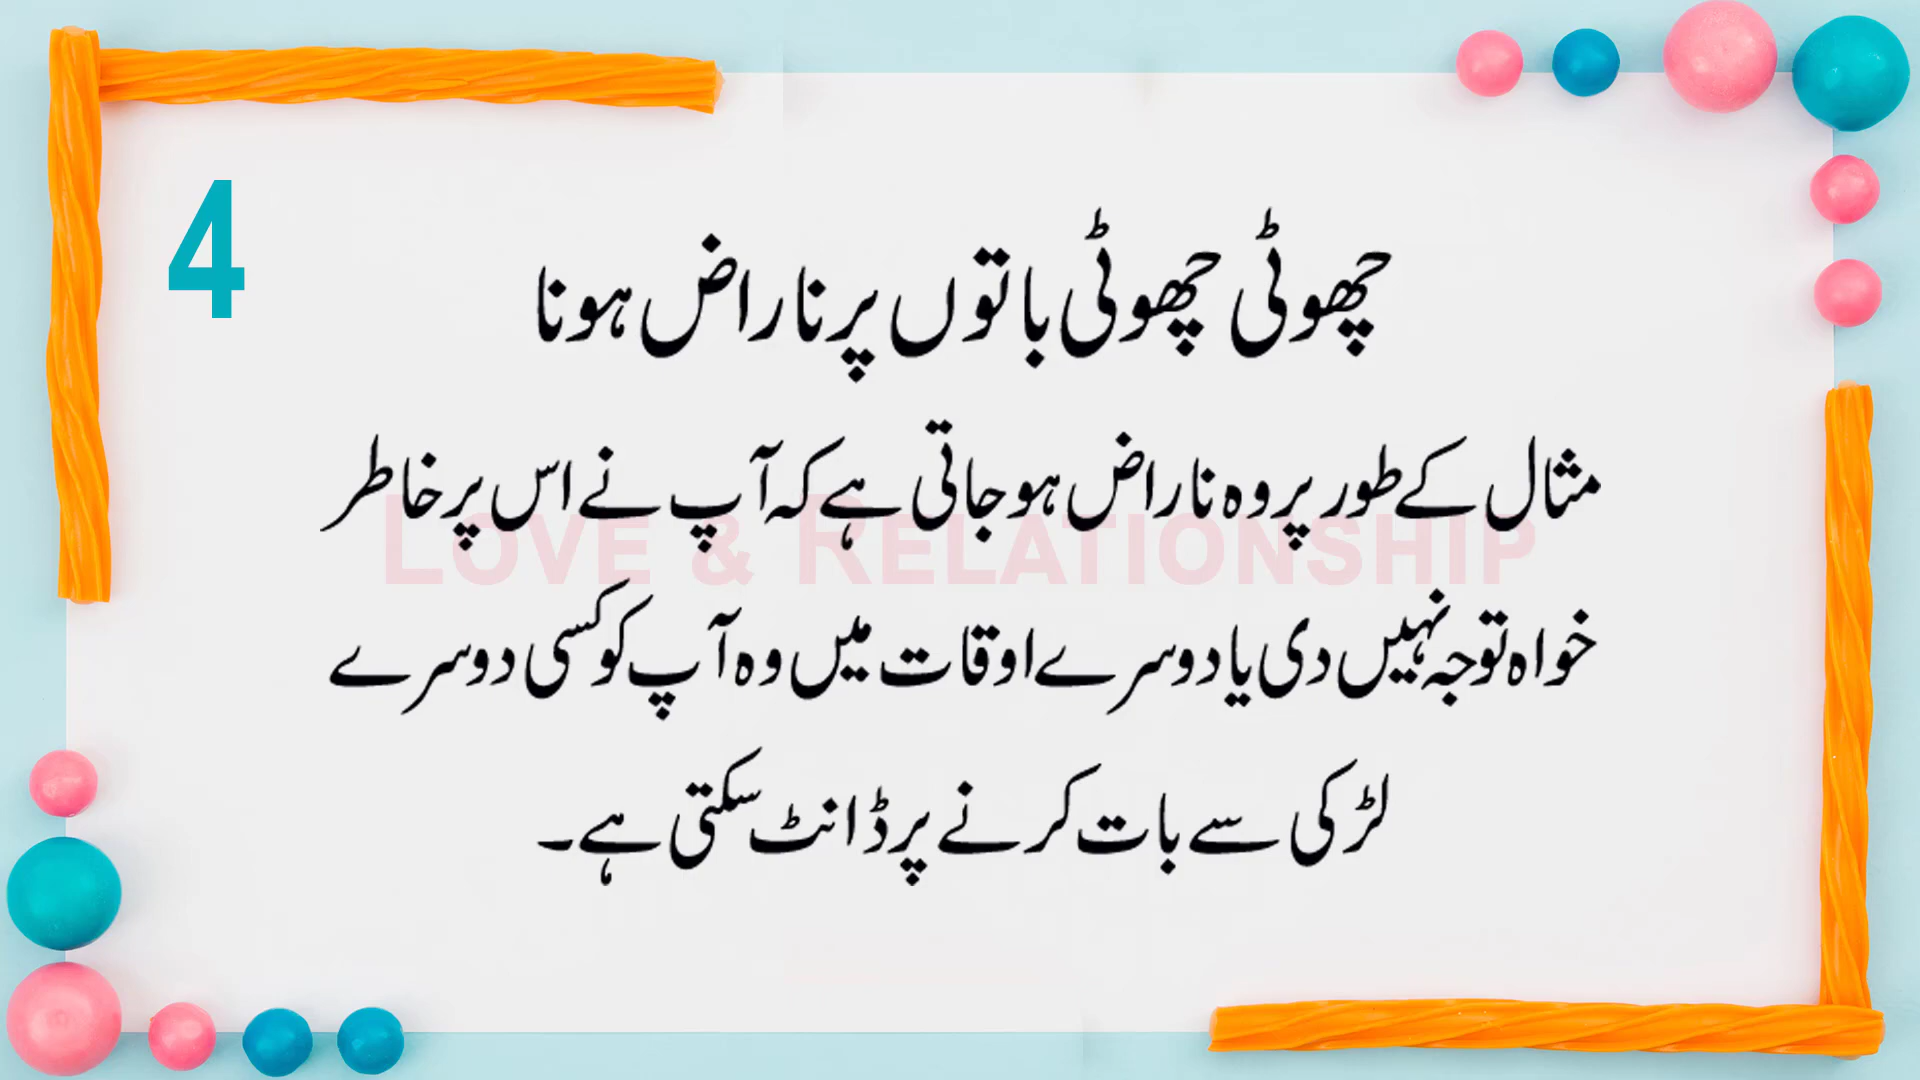 4
چھوٹی چھوٹی باتوں پر ناراض ہونا
مثال کے طور پر وہ ناراض ہو جاتی ہے کہ آپ نے اس پر خاطر
LOVE & RELATIONSHIP
خواہ توجہ نہیں دی یا دوسرے اوقات میں وہ آپ کو کسی دوسرے
لڑکی سے بات کرنے پر ڈانٹ سکتی ہے۔